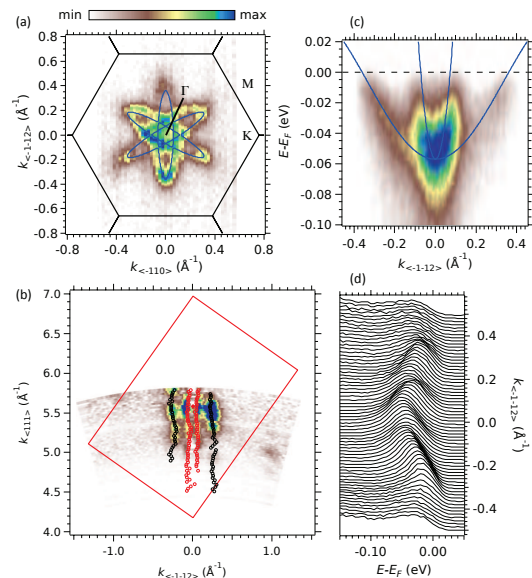 min max
(a)
0.8
0.6
0.4
0.2
0.0
-0.2
-0.4
-0.6
-0.8
k<-1-12> (Å-1)
Γ
M
K
-0.8 -0.4 0.0 0.4 0.8
k<-110> (Å-1)
(c)
0.02
0.00
-0.02
-0.04
-0.06
-0.08
-0.10
E-EF (eV)
-0.4 -0.2 0.0 0.2 0.4
k<-1-12> (Å-1)
(b)
7.0
6.5
6.0
5.5
5.0
4.5
4.0
k<111> (Å-1)
-1.0 0.0 1.0
k<-1-12> (Å-1)
(d)
0.4
0.2
0.0
-0.2
-0.4
k<-1-12> (Å-1)
-0.10 0.00
E-EF (eV)